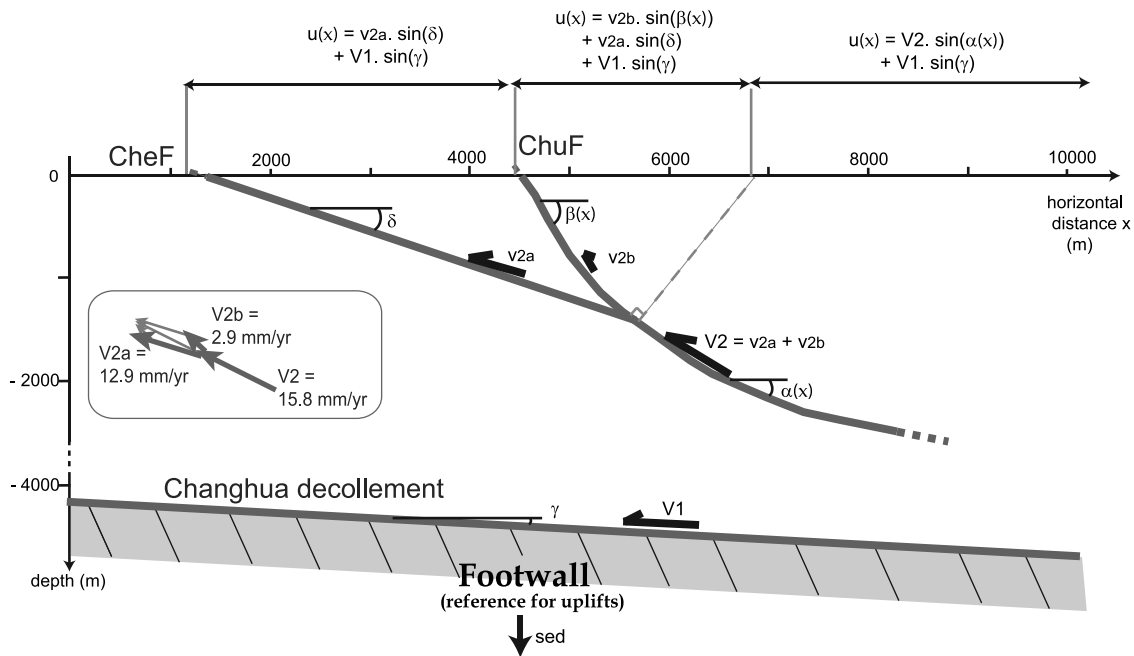 u(x) = v2a. sin(δ)
+ V1. sin(γ)
u(x) = v2b. sin(β(x))
+ v2a. sin(δ)
+ V1. sin(γ)
u(x) = V2. sin(α(x))
+ V1. sin(γ)
CheF
ChuF
2000
4000
6000
8000
10000
0
horizontal
distance x
(m)
δ
β(x)
v2a
v2b
V2b =
2.9 mm/yr
V2a =
12.9 mm/yr
V2 =
15.8 mm/yr
V2 = v2a + v2b
α(x)
- 2000
- 4000
Changhua decollement
γ
V1
depth (m)
Footwall
(reference for uplifts)
sed